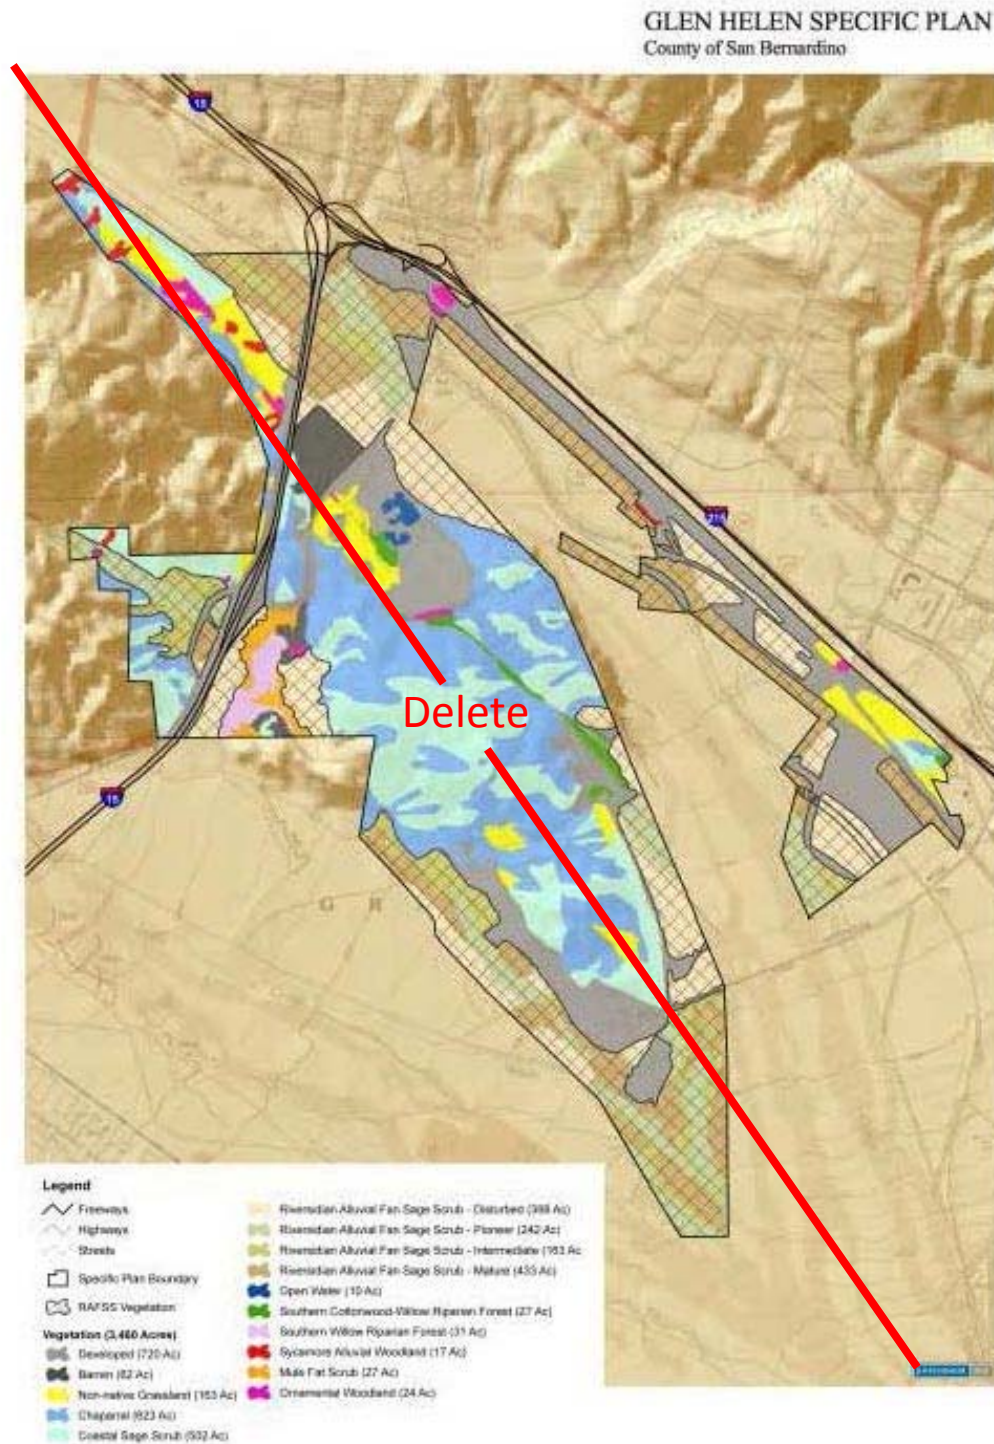 GLEN HELEN SPECIFIC PLAN
County of San Bernardino
15
215
Delete
15
G R
Legend
Freeways
Highways
Streets
Specific Plan Boundary
RAFSS Vegetation
Vegetation (3,460 Acres)
Developed (720 Ac)
Barren (62 Ac)
Non-native Grassland (163 Ac)
Chaparral (623 Ac)
Coastal Sage Scrub (502 Ac)
Riversidian Alluvial Fan Sage Scrub - Disturbed (388 Ac)
Riversidian Alluvial Fan Sage Scrub - Pioneer (242 Ac)
Riversidian Alluvial Fan Sage Scrub - Intermediate (163 Ac
Riversidian Alluvial Fan Sage Scrub - Mature (433 Ac)
Open Water (10 Ac)
Southern Cottonwood-Willow Riparian Forest (27 Ac)
Southern Willow Riparian Forest (31 Ac)
Sycamore Alluvial Woodland (17 Ac)
Mule Fat Scrub (27 Ac)
Ornamental Woodland (24 Ac)